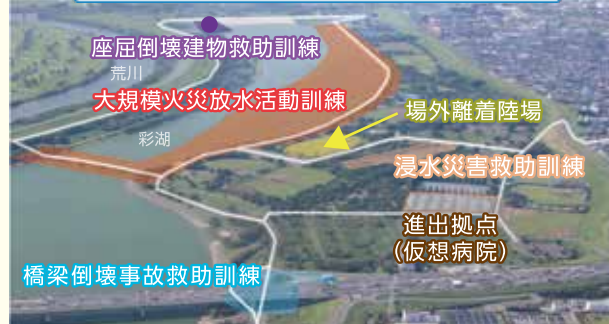 座屈倒壊建物救助訓練
荒川
大規模火災放水活動訓練
場外離着陸場
彩湖
浸水災害救助訓練
進出拠点
(仮想病院)
橋梁倒壊事故救助訓練